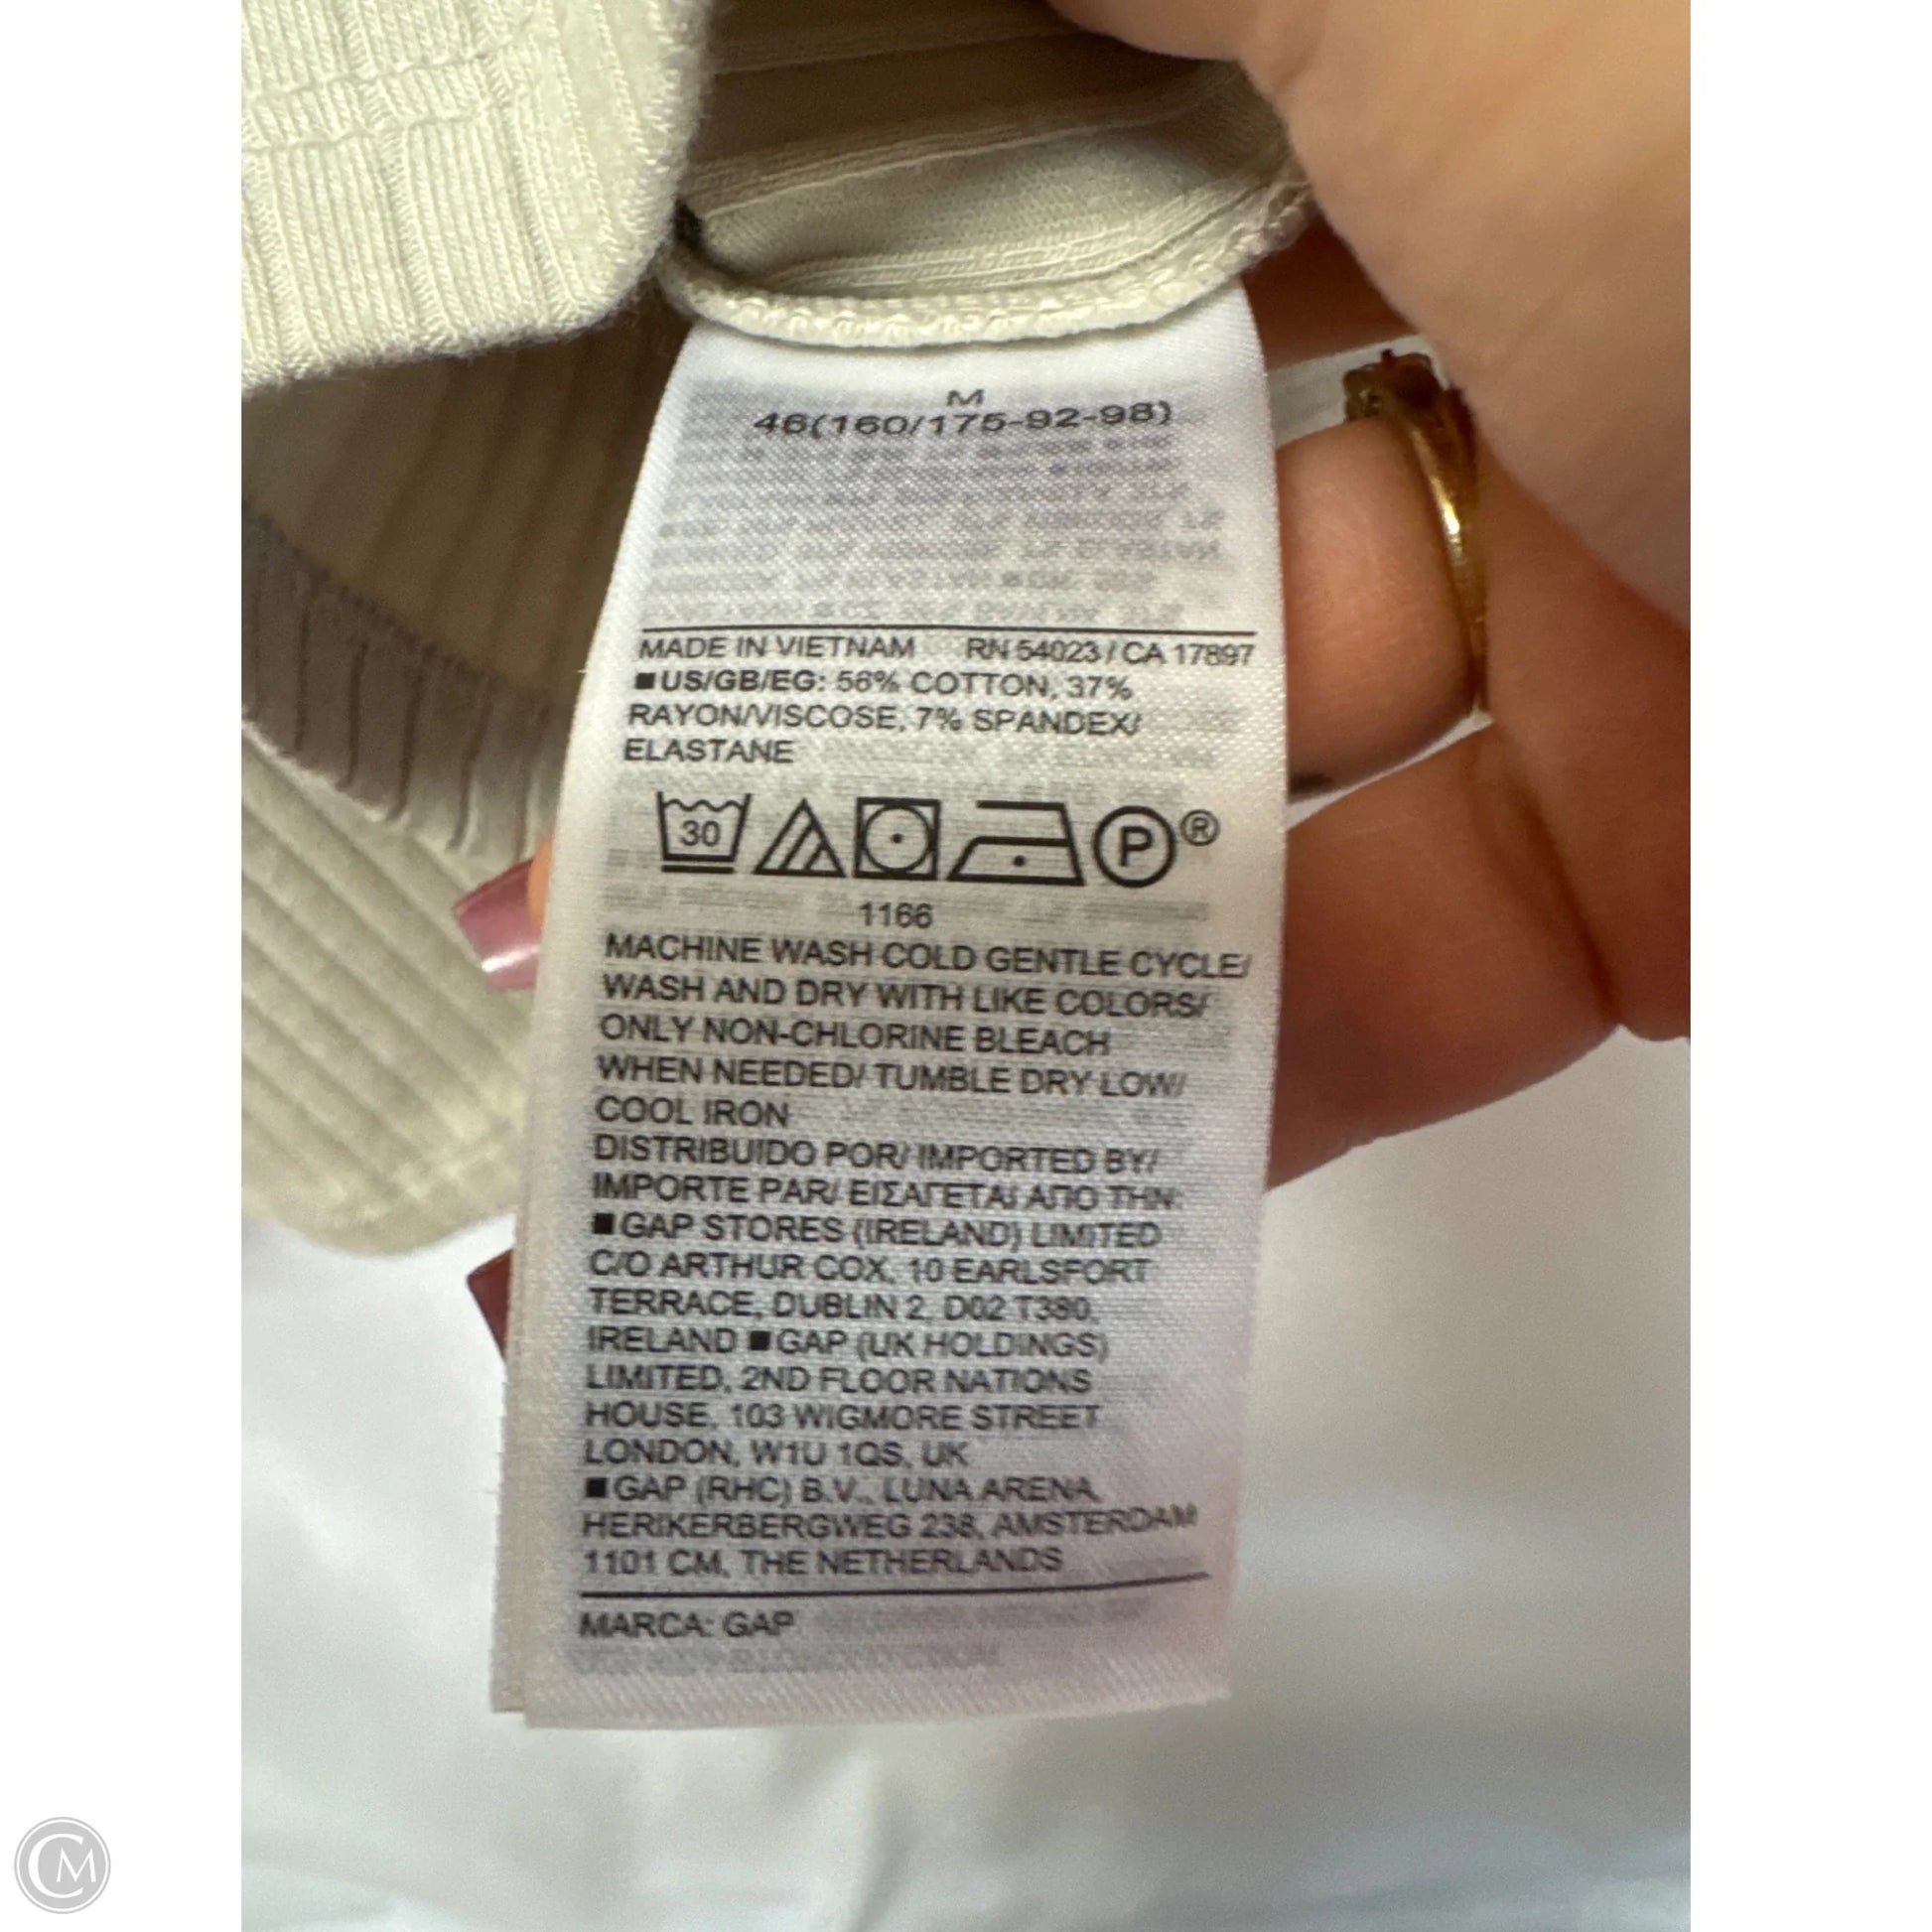 M
46(160/175-92-98)
MADE IN VIETNAM RN 54023 / CA 17897
■US/GB/EG: 56% COTTON, 37%
RAYON/VISCOSE, 7% SPANDEX/
ELASTANE
30 P®
1166
MACHINE WASH COLD GENTLE CYCLE/
WASH AND DRY WITH LIKE COLORS/
ONLY NON-CHLORINE BLEACH
WHEN NEEDED/ TUMBLE DRY LOW/
COOL IRON
DISTRIBUIDO POR/ IMPORTED BY/
IMPORTE PAR/ ΕΙΣΑΓΕΤΑΙ ΑΠΟ ΤΗΝ:
■GAP STORES (IRELAND) LIMITED
C/O ARTHUR COX, 10 EARLSFORT
TERRACE, DUBLIN 2, D02 T380,
IRELAND ■GAP (UK HOLDINGS)
LIMITED, 2ND FLOOR NATIONS
HOUSE, 103 WIGMORE STREET
LONDON, W1U 1QS, UK
■GAP (RHC) B.V., LUNA ARENA,
HERIKERBERGWEG 238, AMSTERDAM
1101 CM, THE NETHERLANDS
MARCA: GAP
CM